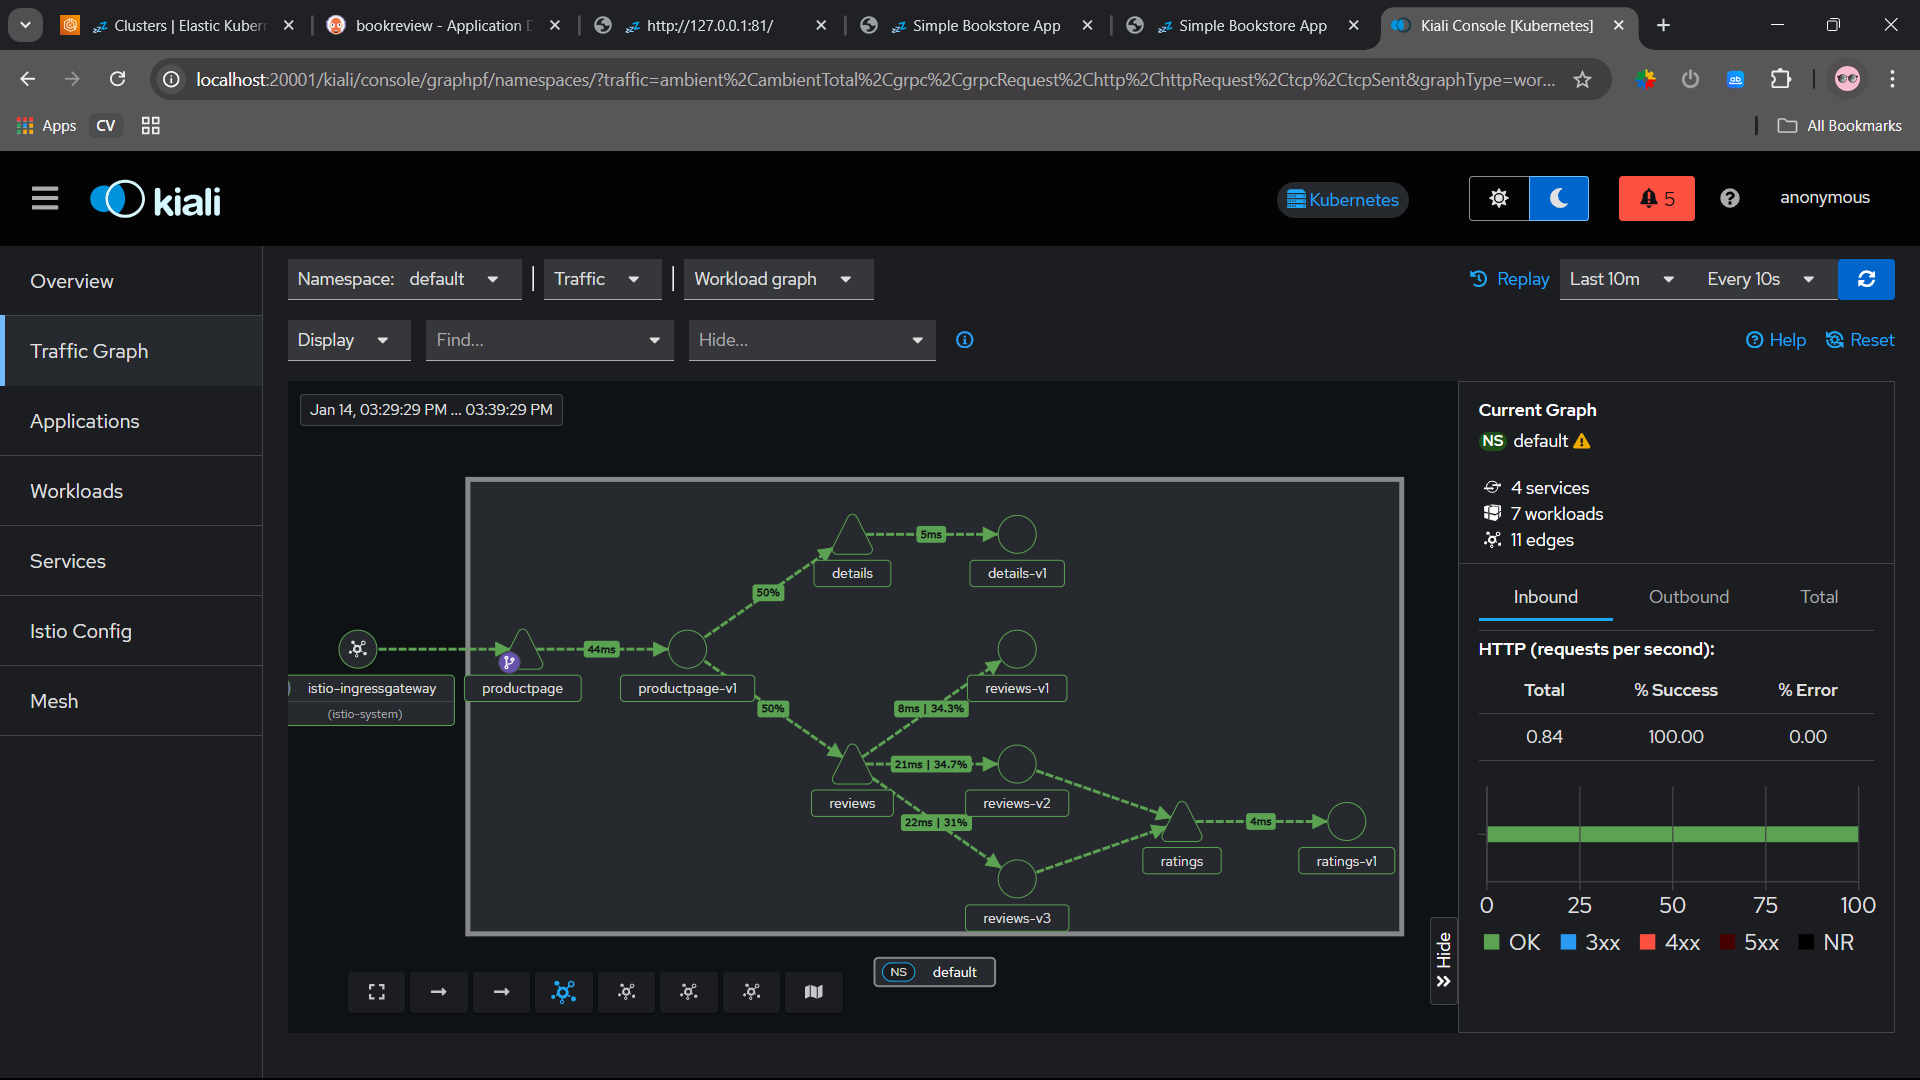 Clusters | Elastic Kuber
bookreview - Application D
http://127.0.0.1:81/
Simple Bookstore App
Simple Bookstore App
Kiali Console [Kubernetes]
localhost:20001/kiali/console/graphpf/namespaces/?traffic=ambient%2CambientTotal%2Cgrpc%2CgrpcRequest%2Chttp%2ChttpRequest%2Ctcp%2CtcpSent&graphType=wor...
Apps
CV
All Bookmarks
kiali
Kubernetes
5
anonymous
Overview
Traffic Graph
Applications
Workloads
Services
Istio Config
Mesh
Namespace: default
Traffic
Workload graph
Replay
Last 10m
Every 10s
Display
Find...
Hide...
Help
Reset
Jan 14, 03:29:29 PM ... 03:39:29 PM
5ms
details
details-v1
50%
44ms
istio-ingressgateway
(istio-system)
productpage
productpage-v1
reviews-v1
50%
8ms | 34.3%
21ms | 34.7%
reviews
reviews-v2
22ms | 31%
4ms
ratings
ratings-v1
reviews-v3
NS default
Hide
Current Graph
NS default
4 services
7 workloads
11 edges
Inbound
Outbound
Total
HTTP (requests per second):
Total % Success % Error
0.84 100.00 0.00
0 25 50 75 100
OK 3xx 4xx 5xx NR